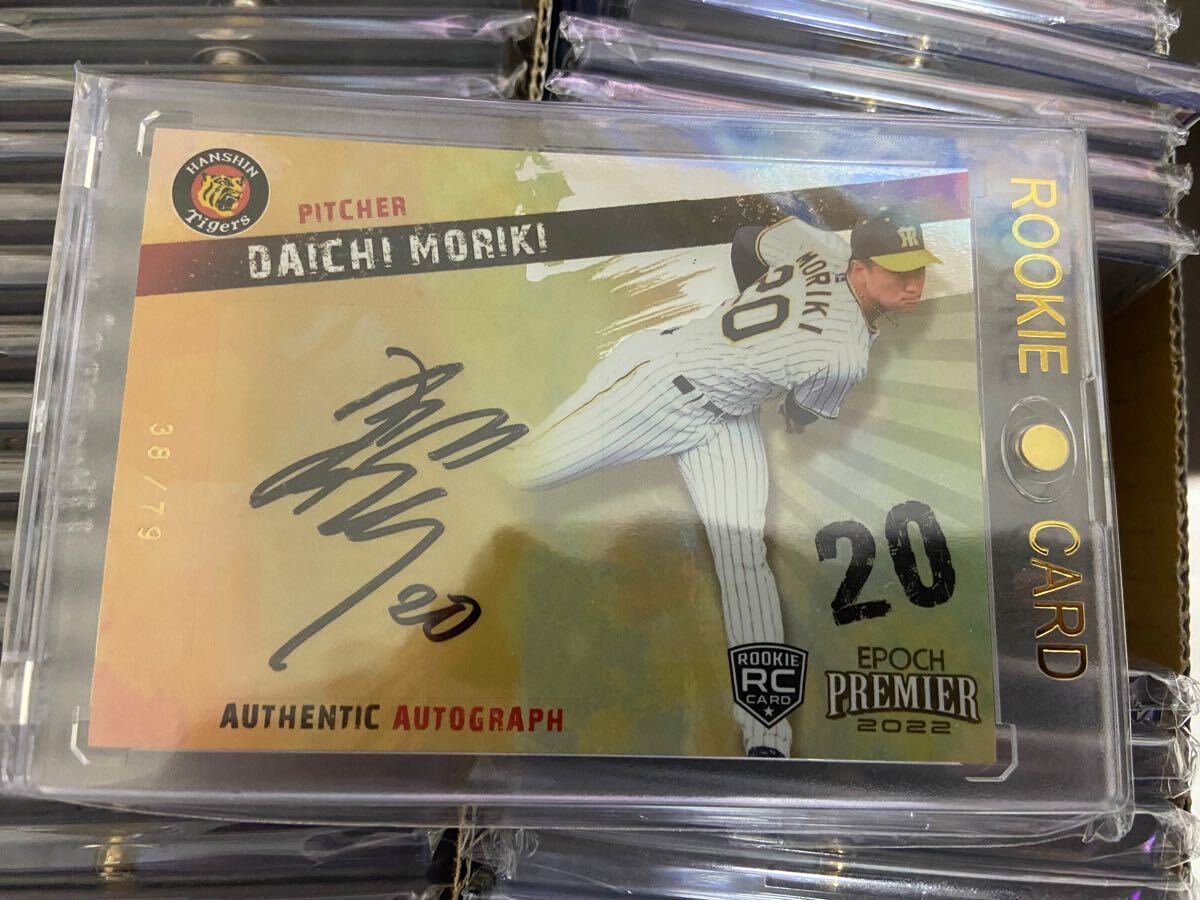 HANSHIN
Tigers
PITCHER
DAICHI MORIKI
MORIKI
20
38/79
20
20
ROOKIE
RC
CARD
EPOCH
PREMIER
2022
AUTHENTIC AUTOGRAPH
ROOKIE CARD